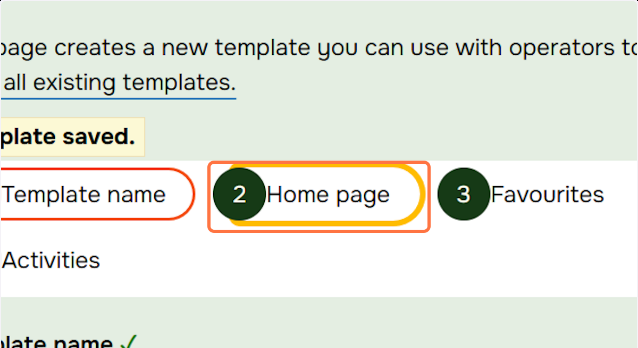 page creates a new template you can use with operators to
all existing templates.
plate saved.
Template name 2 Home page 3 Favourites
Activities
plate name ✓